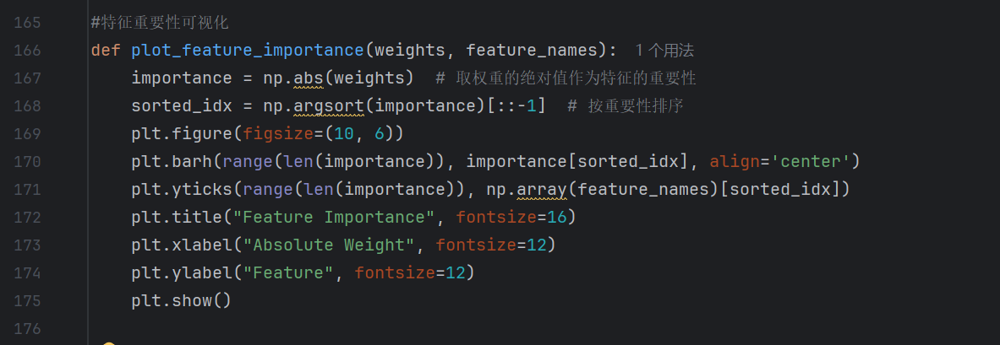 165 #特征重要性可视化
166 def plot_feature_importance(weights, feature_names): 1个用法
167 importance = np.abs(weights) # 取权重的绝对值作为特征的重要性
168 sorted_idx = np.argsort(importance)[::-1] # 按重要性排序
169 plt.figure(figsize=(10, 6))
170 plt.barh(range(len(importance)), importance[sorted_idx], align='center')
171 plt.yticks(range(len(importance)), np.array(feature_names)[sorted_idx])
172 plt.title("Feature Importance", fontsize=16)
173 plt.xlabel("Absolute Weight", fontsize=12)
174 plt.ylabel("Feature", fontsize=12)
175 plt.show()
176